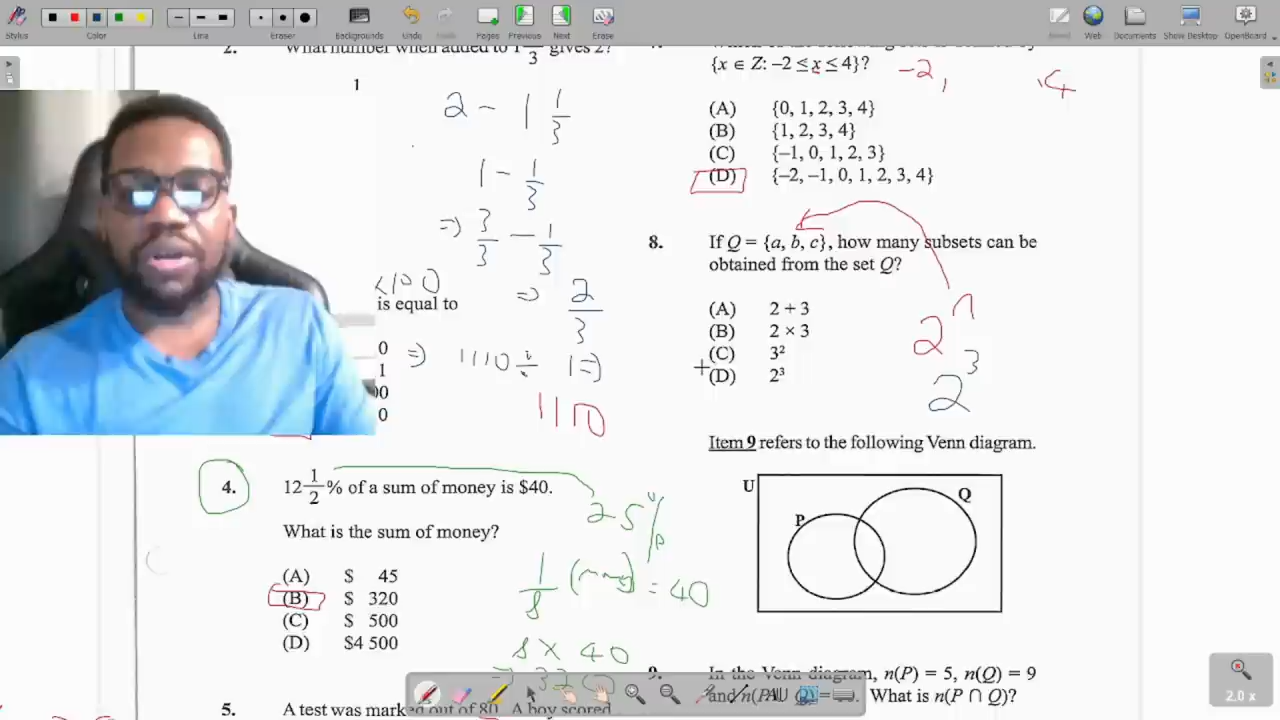 Stylus
Color
Line
Eraser
Backgrounds
Undo
Redo
Pages
Previous
Next
Erase
Board
Web
Documents
Show Desktop
OpenBoard
2. What number when added to 1 1/3 gives 2?
1
2 - 1 1/3
1 - 1/3
=> 3/3 - 1/3
=> 2/3
is equal to
0
1
00
0
=> 1110 ÷ 1 =>
1110
4. 12 1/2 % of a sum of money is $40.
What is the sum of money?
(A) $ 45
(B) $ 320
(C) $ 500
(D) $4 500
1/8 (money) = 40
8 x 40
5. A test was marked out of 80. A boy scored
{x ∈ Z: −2 ≤ x ≤ 4}?
-2, 4
(A) {0, 1, 2, 3, 4}
(B) {1, 2, 3, 4}
(C) {−1, 0, 1, 2, 3}
(D) {−2, −1, 0, 1, 2, 3, 4}
8. If Q = {a, b, c}, how many subsets can be
obtained from the set Q?
(A) 2 + 3
(B) 2 × 3
(C) 3²
(D) 2³
2ⁿ
2³
Item 9 refers to the following Venn diagram.
U
P
Q
9. In the Venn diagram, n(P) = 5, n(Q) = 9
What is n(P ∩ Q)?
2.0 x